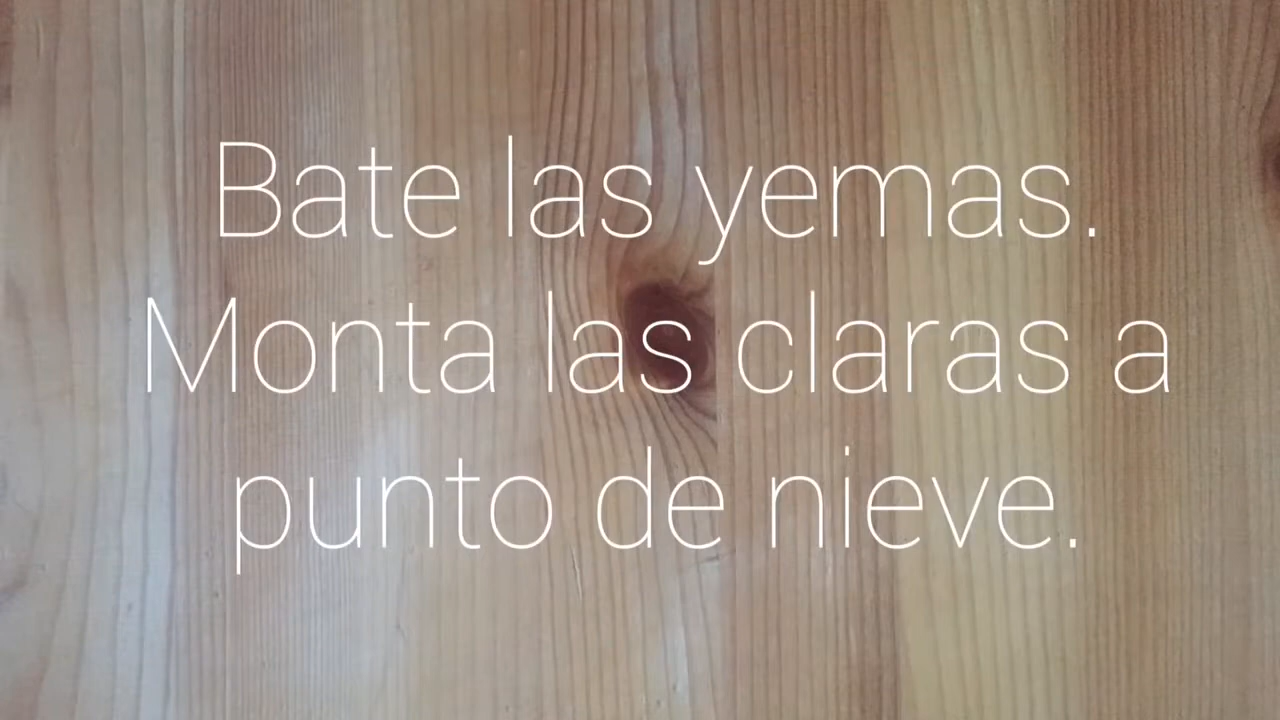 Bate las yemas.
Monta las claras a
punto de nieve.